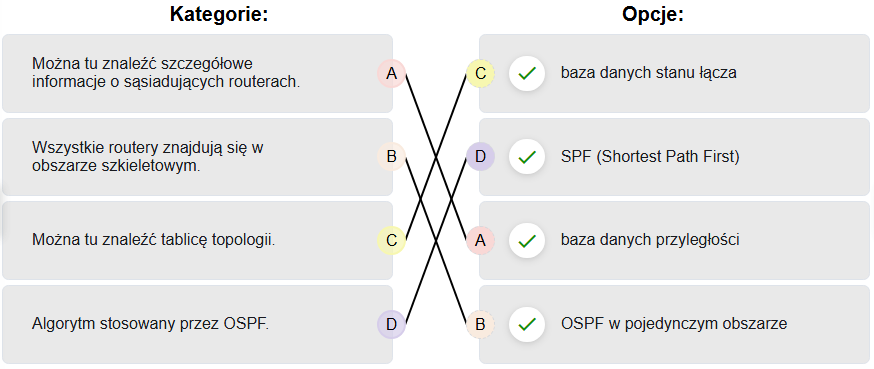 Kategorie:
Opcje:
Można tu znaleźć szczegółowe
informacje o sąsiadujących routerach.
A
C
baza danych stanu łącza
Wszystkie routery znajdują się w
obszarze szkieletowym.
B
D
SPF (Shortest Path First)
Można tu znaleźć tablicę topologii.
C
A
baza danych przyległości
Algorytm stosowany przez OSPF.
D
B
OSPF w pojedynczym obszarze